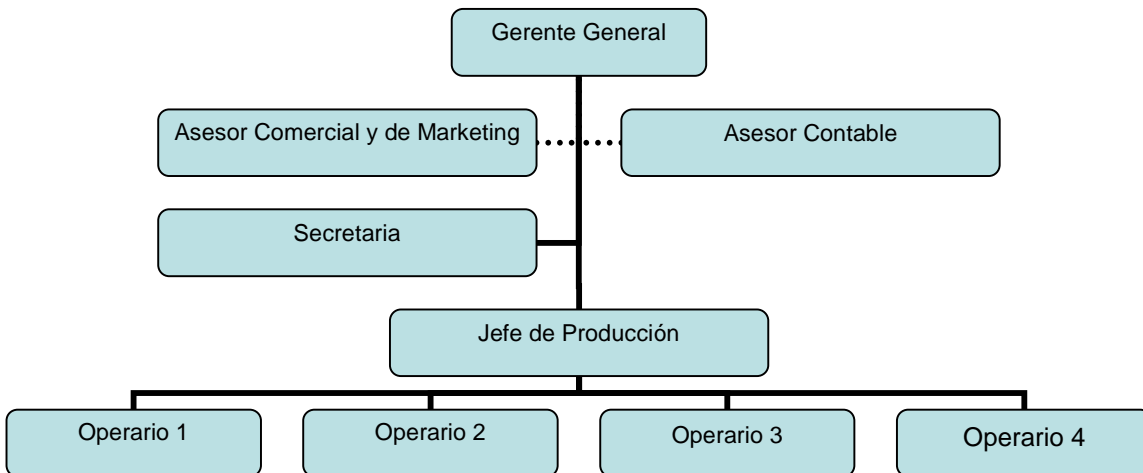 Gerente General
Asesor Comercial y de Marketing
Asesor Contable
Secretaria
Jefe de Producción
Operario 1
Operario 2
Operario 3
Operario 4